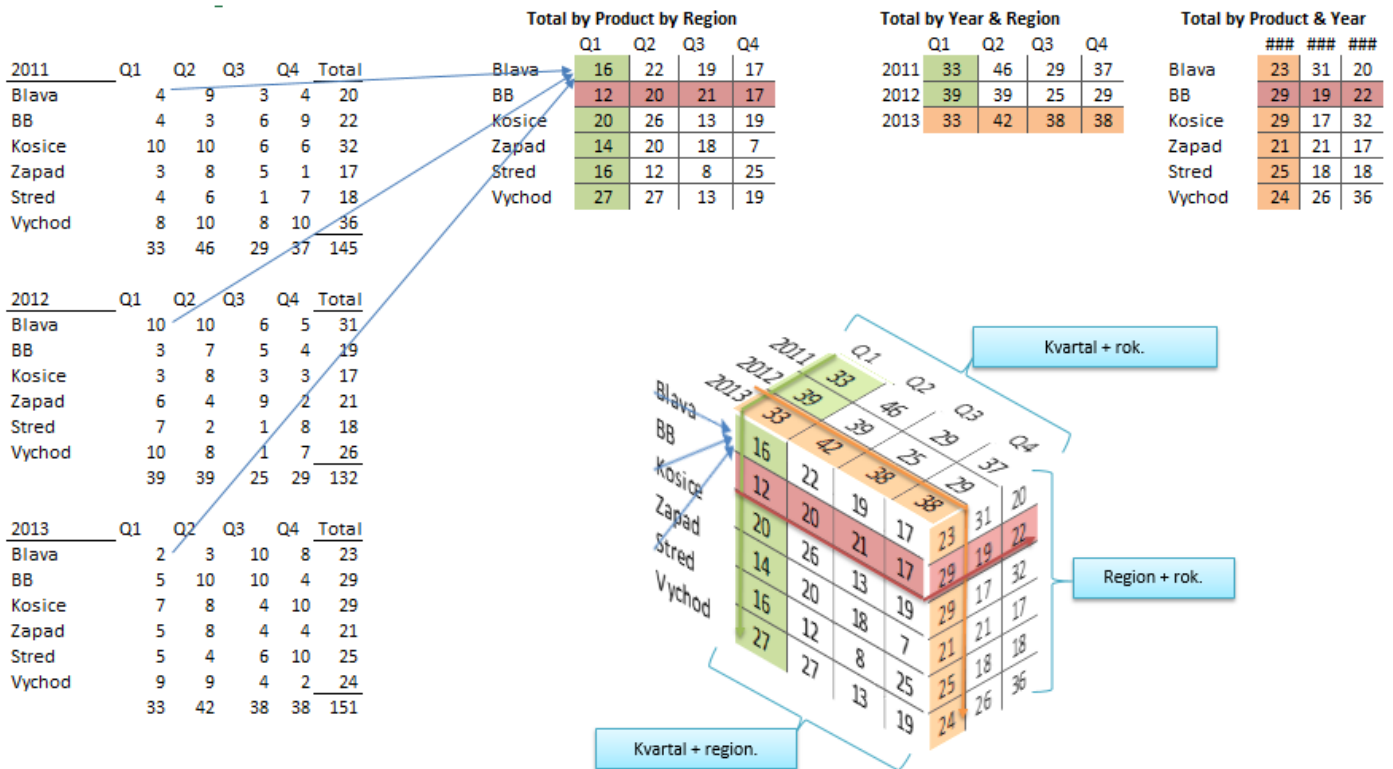 Total by Product by Region
Q1 Q2 Q3 Q4
Blava 16 22 19 17
BB 12 20 21 17
Kosice 20 26 13 19
Zapad 14 20 18 7
Stred 16 12 8 25
Vychod 27 27 13 19
Total by Year & Region
Q1 Q2 Q3 Q4
2011 33 46 29 37
2012 39 39 25 29
2013 33 42 38 38
Total by Product & Year
### ### ###
Blava 23 31 20
BB 29 19 22
Kosice 29 17 32
Zapad 21 21 17
Stred 25 18 18
Vychod 24 26 36
2011 Q1 Q2 Q3 Q4 Total
Blava 4 9 3 4 20
BB 4 3 6 9 22
Kosice 10 10 6 6 32
Zapad 3 8 5 1 17
Stred 4 6 1 7 18
Vychod 8 10 8 10 36
33 46 29 37 145
2012 Q1 Q2 Q3 Q4 Total
Blava 10 10 6 5 31
BB 3 7 5 4 19
Kosice 3 8 3 3 17
Zapad 6 4 9 2 21
Stred 7 2 1 8 18
Vychod 10 8 1 7 26
39 39 25 29 132
2013 Q1 Q2 Q3 Q4 Total
Blava 2 3 10 8 23
BB 5 10 10 4 29
Kosice 7 8 4 10 29
Zapad 5 8 4 4 21
Stred 5 4 6 10 25
Vychod 9 9 4 2 24
33 42 38 38 151
Kvartal + rok.
Q1 Q2 Q3 Q4
2011 33 46 29 37
2012 39 39 25 29
2013 33 42 38 38
Blava 16 22 19 17 23 31 20
BB 12 20 21 17 29 19 22
Kosice 20 26 13 19 29 17 32
Zapad 14 20 18 7 21 21 17
Stred 16 12 8 25 25 18 18
Vychod 27 27 13 19 24 26 36
Region + rok.
Kvartal + region.